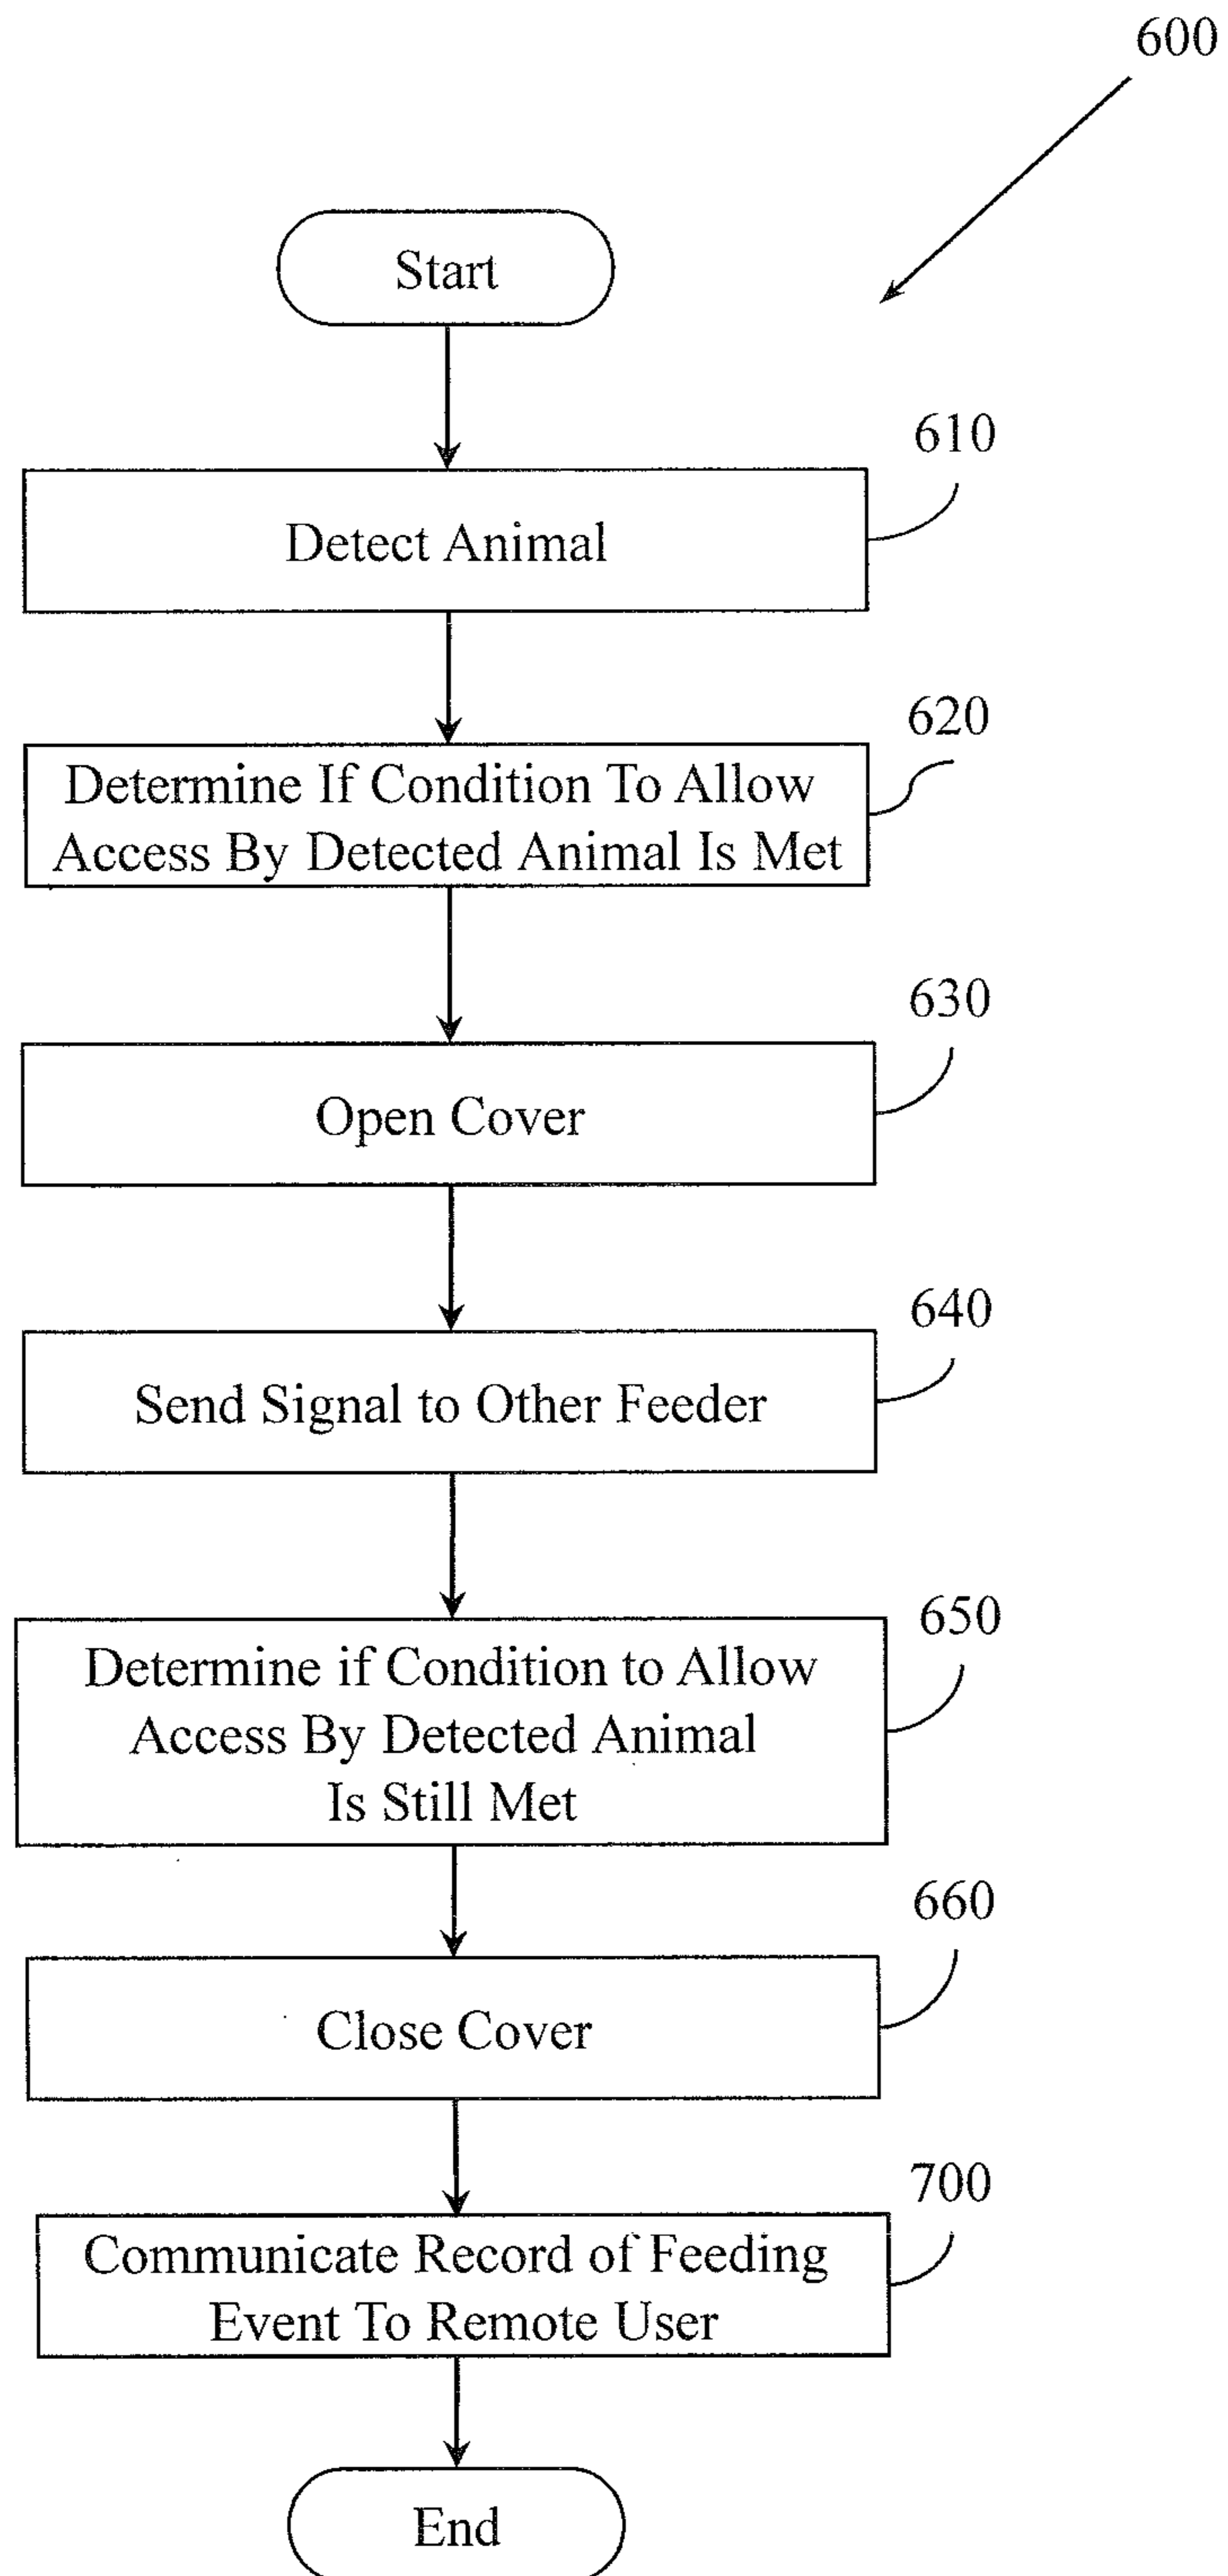 600
Start
610
Detect Animal
620
Determine If Condition To Allow
Access By Detected Animal Is Met
630
Open Cover
640
Send Signal to Other Feeder
650
Determine if Condition to Allow
Access By Detected Animal
Is Still Met
660
Close Cover
700
Communicate Record of Feeding
Event To Remote User
End